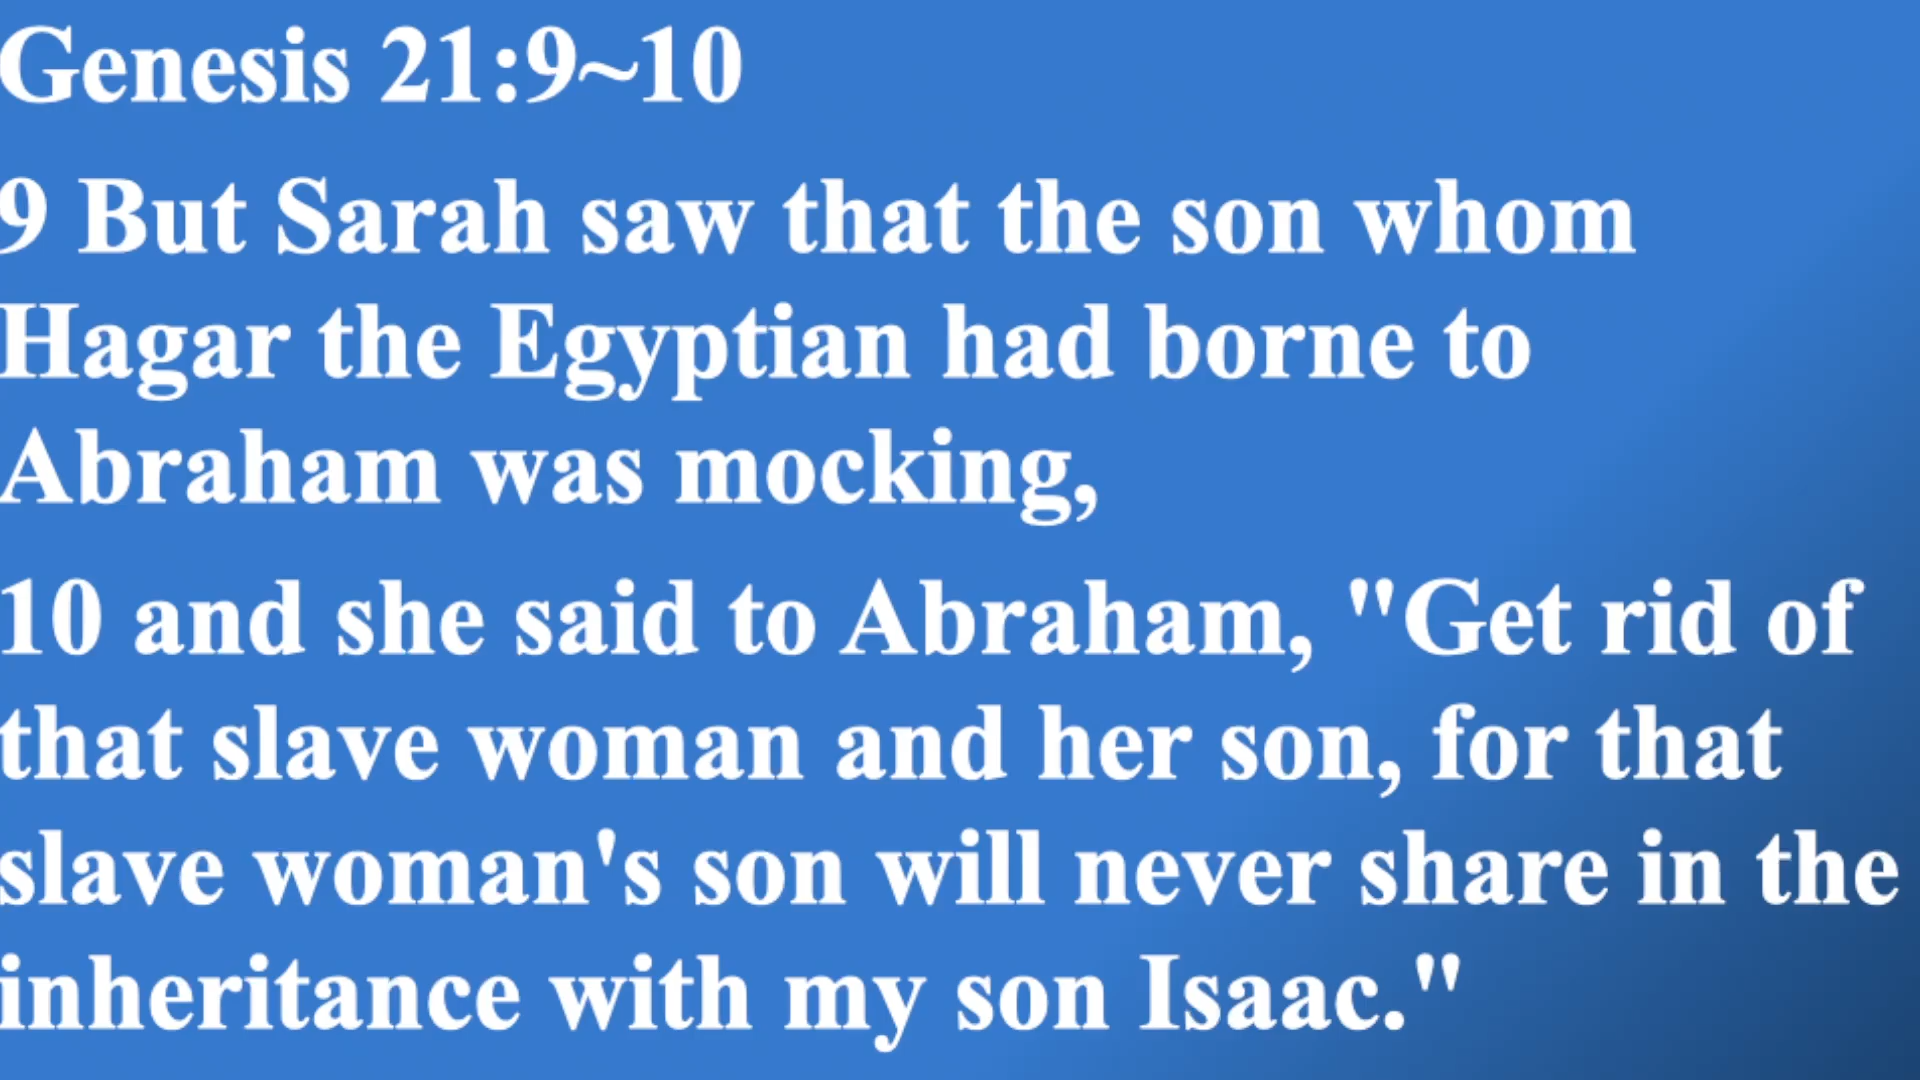 Genesis 21:9~10
9 But Sarah saw that the son whom
Hagar the Egyptian had borne to
Abraham was mocking,
10 and she said to Abraham, "Get rid of
that slave woman and her son, for that
slave woman's son will never share in the
inheritance with my son Isaac."